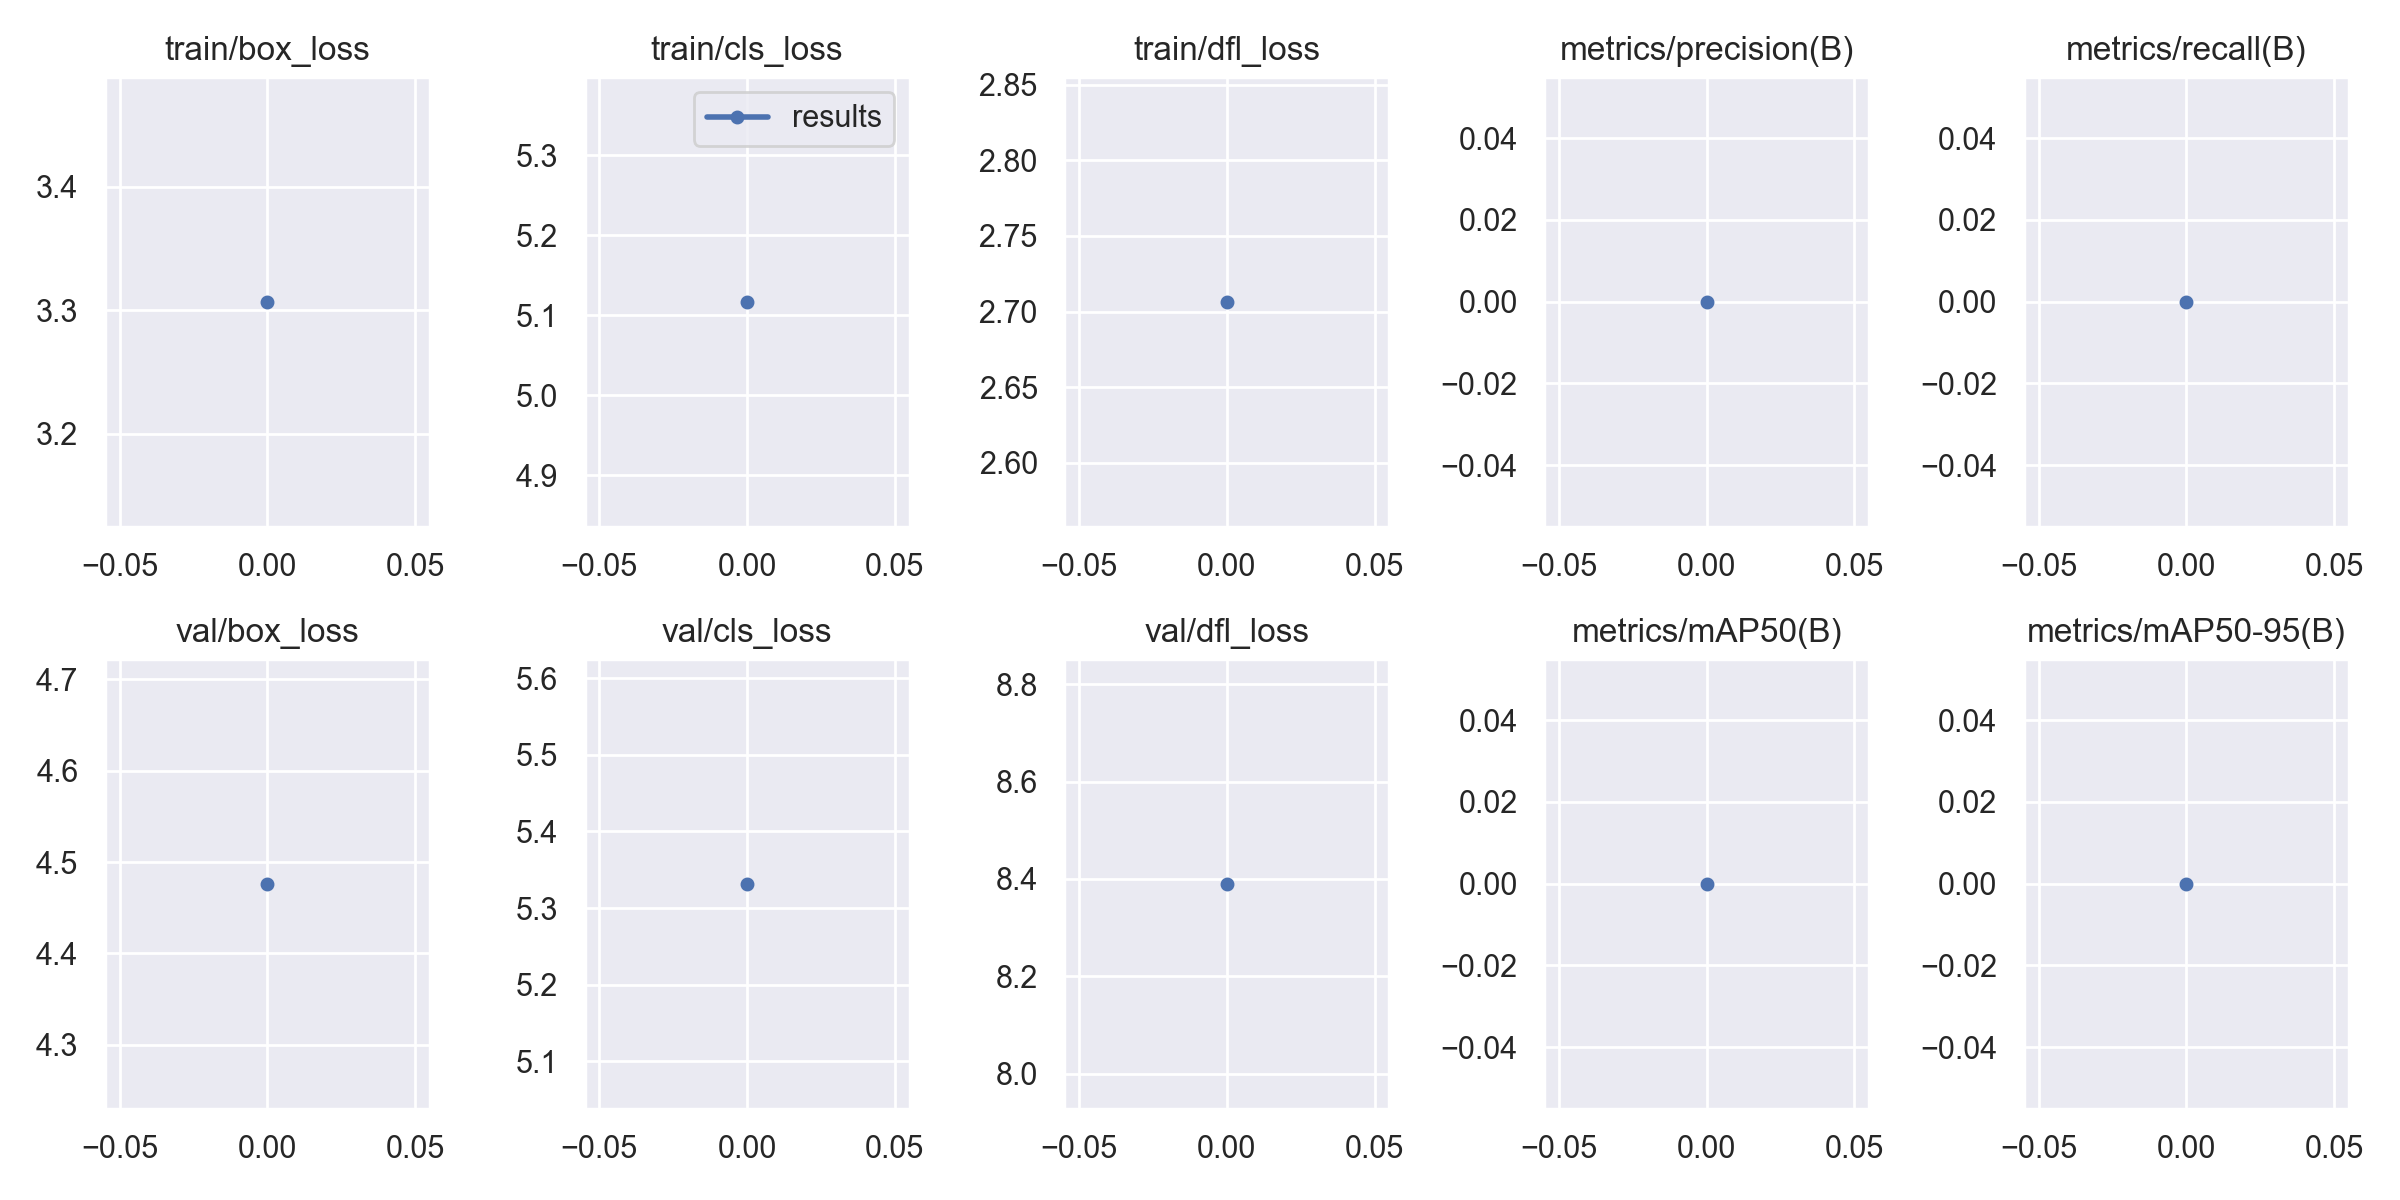 train/box_loss
3.4
3.3
3.2
−0.05 0.00 0.05
train/cls_loss
results
5.3
5.2
5.1
5.0
4.9
−0.05 0.00 0.05
train/dfl_loss
2.85
2.80
2.75
2.70
2.65
2.60
−0.05 0.00 0.05
metrics/precision(B)
0.04
0.02
0.00
−0.02
−0.04
−0.05 0.00 0.05
metrics/recall(B)
0.04
0.02
0.00
−0.02
−0.04
−0.05 0.00 0.05
val/box_loss
4.7
4.6
4.5
4.4
4.3
−0.05 0.00 0.05
val/cls_loss
5.6
5.5
5.4
5.3
5.2
5.1
−0.05 0.00 0.05
val/dfl_loss
8.8
8.6
8.4
8.2
8.0
−0.05 0.00 0.05
metrics/mAP50(B)
0.04
0.02
0.00
−0.02
−0.04
−0.05 0.00 0.05
metrics/mAP50-95(B)
0.04
0.02
0.00
−0.02
−0.04
−0.05 0.00 0.05